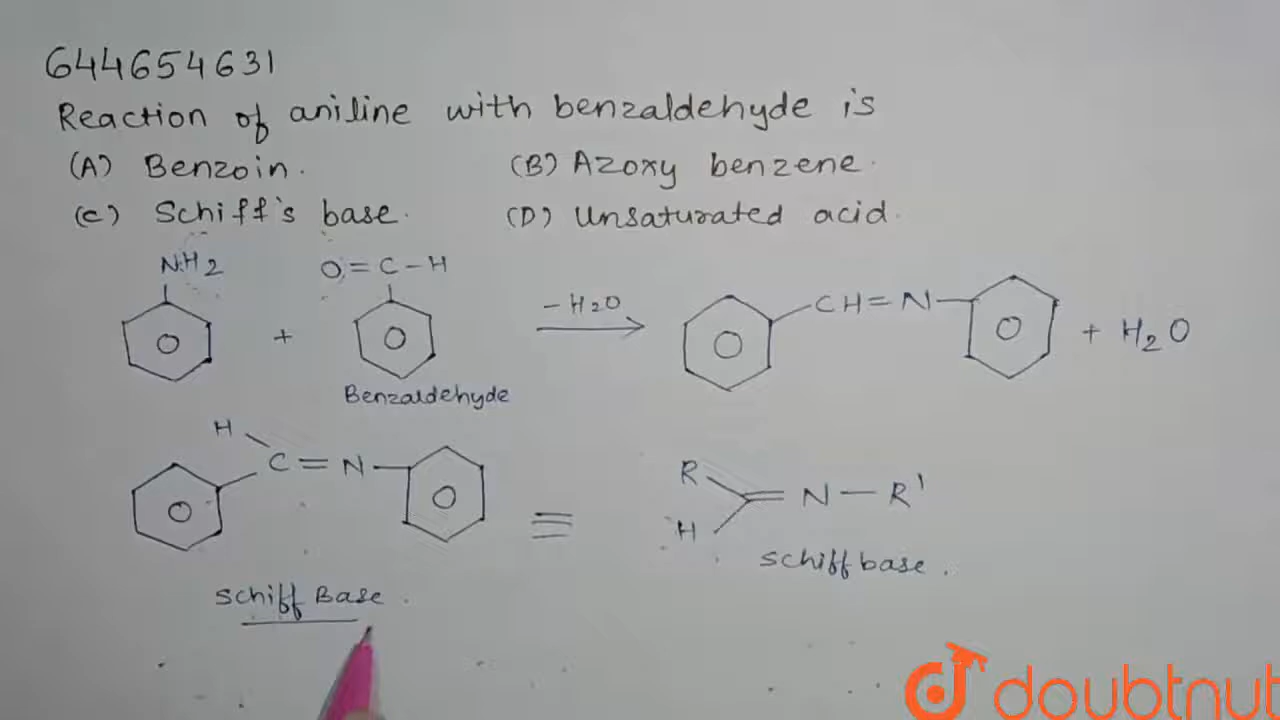 644654631
Reaction of aniline with benzaldehyde is
(A) Benzoin. (B) Azoxy benzene.
(C) Schiff's base. (D) Unsaturated acid.
NH2 O=C-H
+ -H2O CH=N + H2O
Benzaldehyde
H
C=N
R
N-R'
H
Schiff base.
Schiff Base.
doubtnut